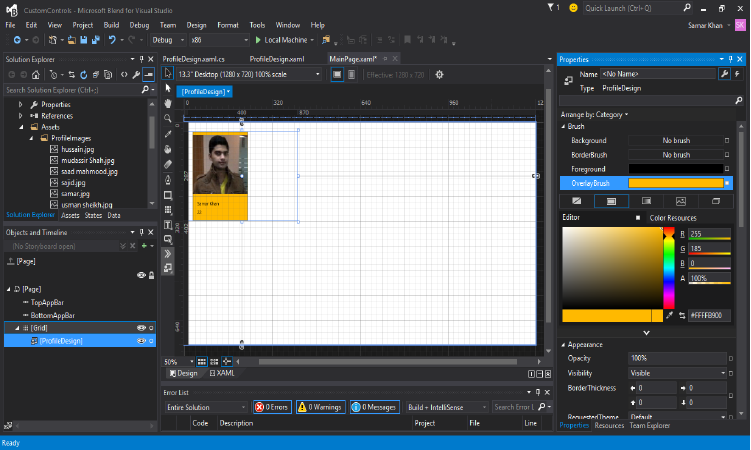 CustomControls - Microsoft Blend for Visual Studio
1
Quick Launch (Ctrl+Q)
File Edit View Project Build Debug Team Design Format Tools Window Help
Samar Khan SK
Debug x86 Local Machine
Solution Explorer
Search Solution Explorer (Ctrl+;)
Properties
References
Assets
ProfileImages
hussain.jpg
mudassir Shah.jpg
saad mahmood.jpg
sajid.jpg
samar.jpg
usman sheikh.jpg
Solution Explorer Assets States Data
Objects and Timeline
(No Storyboard open)
[Page]
[Page]
TopAppBar
BottomAppBar
[Grid]
[ProfileDesign]
ProfileDesign.xaml.cs ProfileDesign.xaml MainPage.xaml*
13.3" Desktop (1280 x 720) 100% scale
Effective: 1280 x 720
[ProfileDesign]
0 320 400 470 640 960
Samar Khan
22
50%
Design XAML
Error List
Entire Solution 0 Errors 0 Warnings 0 Messages Build + IntelliSense Search Error L
Code Description Project File Line
Properties
Name <No Name>
Type ProfileDesign
Arrange by: Category
Brush
Background No brush
BorderBrush No brush
Foreground
OverlayBrush
Editor Color Resources
R 255
G 185
B 0
A 100%
#FFFFB900
Appearance
Opacity 100%
Visibility Visible
BorderThickness 0 0
0 0
RequestedTheme Default
Properties Resources Team Explorer
Ready